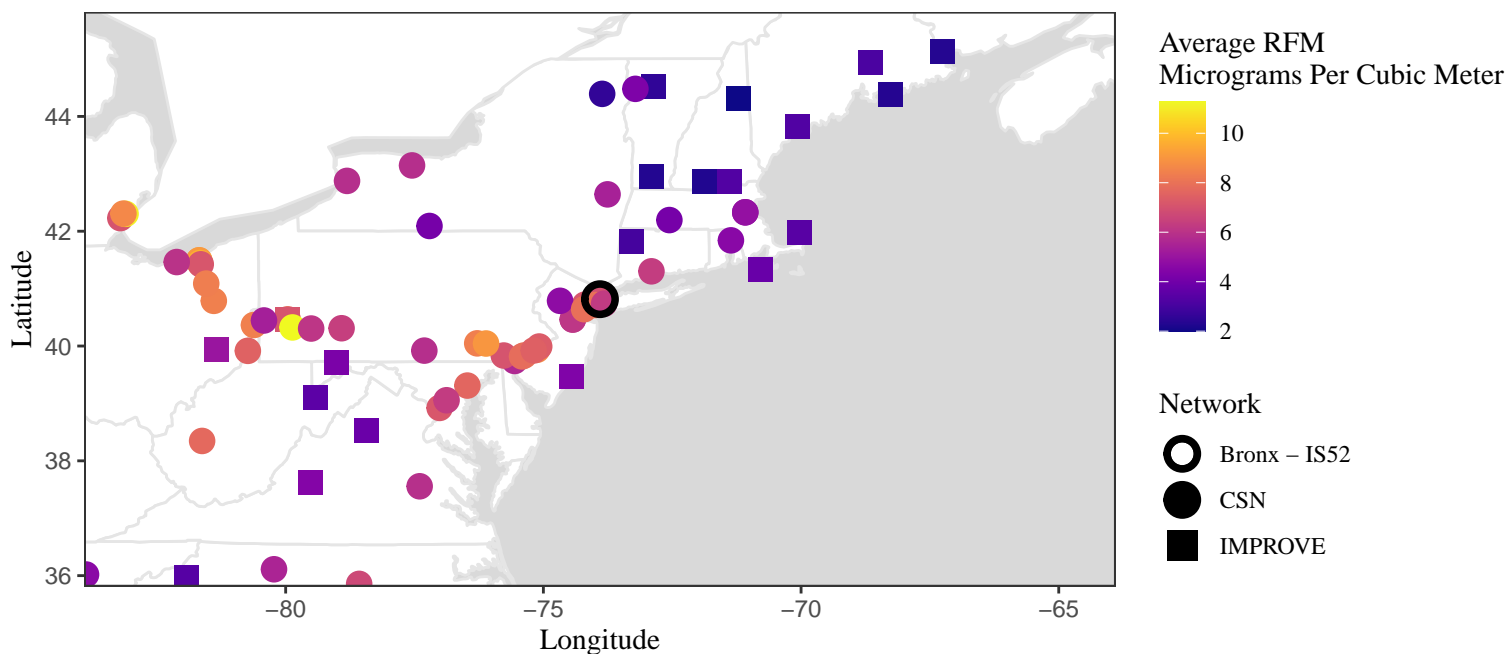 Average RFM
Micrograms Per Cubic Meter
10
8
6
4
2
Network
Bronx − IS52
CSN
IMPROVE
Latitude
44
42
40
38
36
−80
−75
−70
−65
Longitude